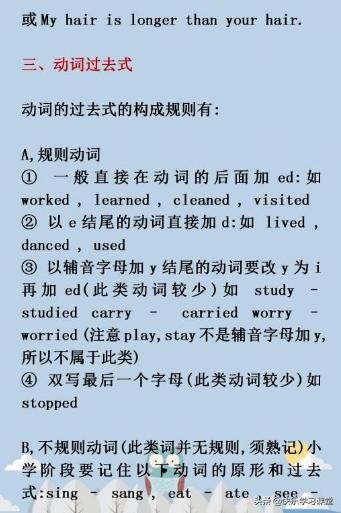 或My hair is longer than your hair.
三、动词过去式
动词的过去式的构成规则有:
A,规则动词
① 一般直接在动词的后面加 ed:如
worked , learned , cleaned , visited
② 以 e 结尾的动词直接加 d:如 lived ,
danced , used
③ 以辅音字母加 y 结尾的动词要改 y 为 i
再加 ed(此类动词较少)如 study –
studied carry – carried worry –
worried(注意 play,stay 不是辅音字母加 y,
所以不属于此类)
④ 双写最后一个字母(此类动词较少)如
stopped
B,不规则动词(此类词并无规则,须熟记)小
学阶段要记住以下动词的原形和过去
式:sing – sang , eat – ate , see –
头条@快乐学习课堂